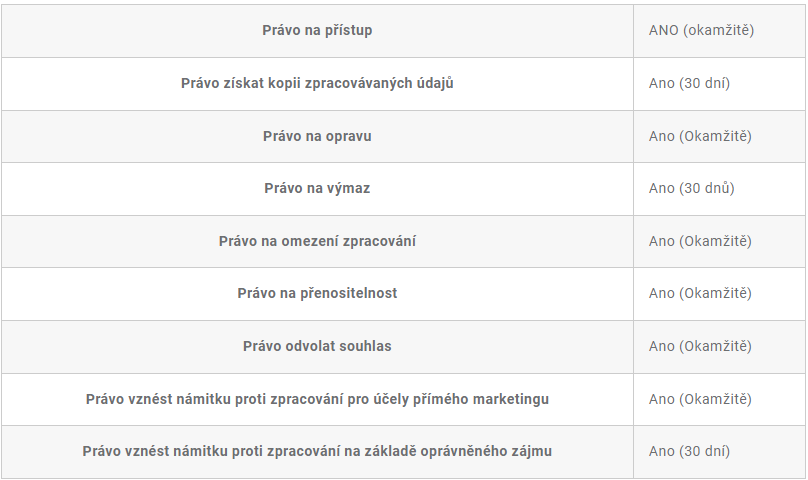 Právo na přístup ANO (okamžitě)
Právo získat kopii zpracovávaných údajů Ano (30 dní)
Právo na opravu Ano (Okamžitě)
Právo na výmaz Ano (30 dnů)
Právo na omezení zpracování Ano (Okamžitě)
Právo na přenositelnost Ano (Okamžitě)
Právo odvolat souhlas Ano (Okamžitě)
Právo vznést námitku proti zpracování pro účely přímého marketingu Ano (Okamžitě)
Právo vznést námitku proti zpracování na základě oprávněného zájmu Ano (30 dní)